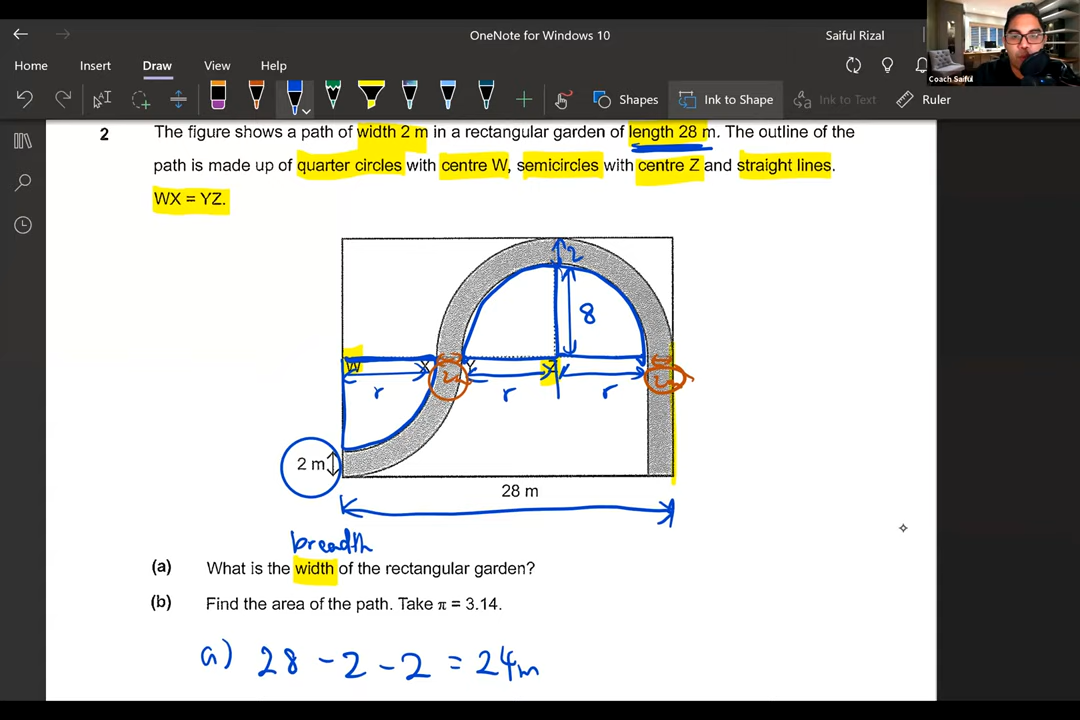 OneNote for Windows 10
Saiful Rizal
Home Insert Draw View Help
Coach Saiful
Shapes Ink to Shape Ink to Text Ruler
2 The figure shows a path of width 2 m in a rectangular garden of length 28 m. The outline of the
path is made up of quarter circles with centre W, semicircles with centre Z and straight lines.
WX = YZ.
2
8
W X Y Z
r 2m r r 2m
2 m
28 m
breadth
(a) What is the width of the rectangular garden?
(b) Find the area of the path. Take π = 3.14.
a) 28 - 2 - 2 = 24m